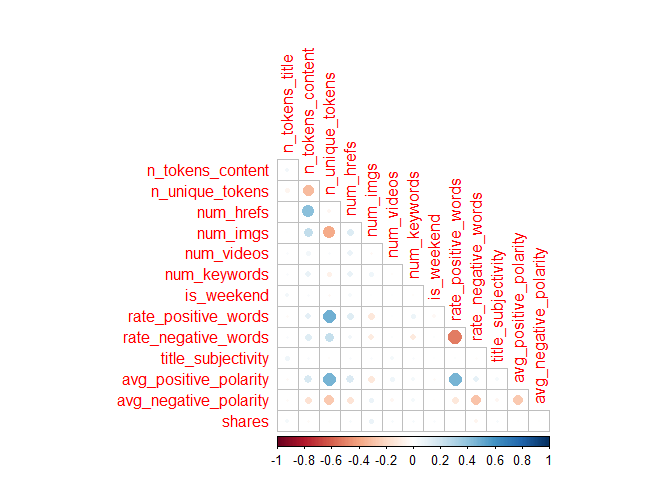 n_tokens_title
n_tokens_content
n_unique_tokens
num_hrefs
num_imgs
num_videos
num_keywords
is_weekend
rate_positive_words
rate_negative_words
title_subjectivity
avg_positive_polarity
avg_negative_polarity
n_tokens_content
n_unique_tokens
num_hrefs
num_imgs
num_videos
num_keywords
is_weekend
rate_positive_words
rate_negative_words
title_subjectivity
avg_positive_polarity
avg_negative_polarity
shares
-1 -0.8 -0.6 -0.4 -0.2 0 0.2 0.4 0.6 0.8 1